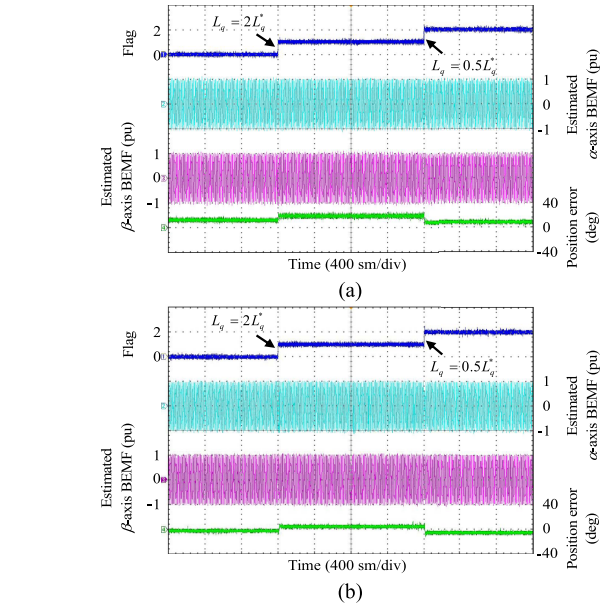 L_q = 2L_q^*
2
0
Flag
L_q = 0.5L_q^*
1
0
-1
Estimated
α-axis BEMF (pu)
1
0
-1
Estimated
β-axis BEMF (pu)
40
0
-40
Position error
(deg)
Time (400 sm/div)
(a)
L_q = 2L_q^*
2
0
Flag
L_q = 0.5L_q^*
1
0
-1
Estimated
α-axis BEMF (pu)
1
0
-1
Estimated
β-axis BEMF (pu)
40
0
-40
Position error
(deg)
Time (400 sm/div)
(b)